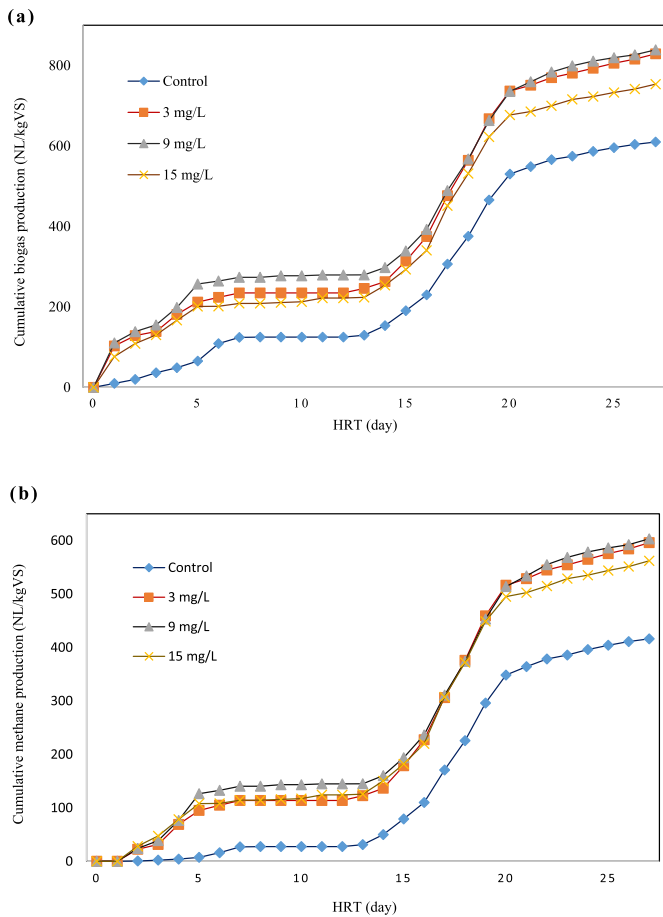 (a)
Cumulative biogas production (NL/kgVS)
800
600
400
200
0
Control
3 mg/L
9 mg/L
15 mg/L
0 5 10 15 20 25
HRT (day)
(b)
Cumulative methane production (NL/kgVS)
600
500
400
300
200
100
0
Control
3 mg/L
9 mg/L
15 mg/L
0 5 10 15 20 25
HRT (day)